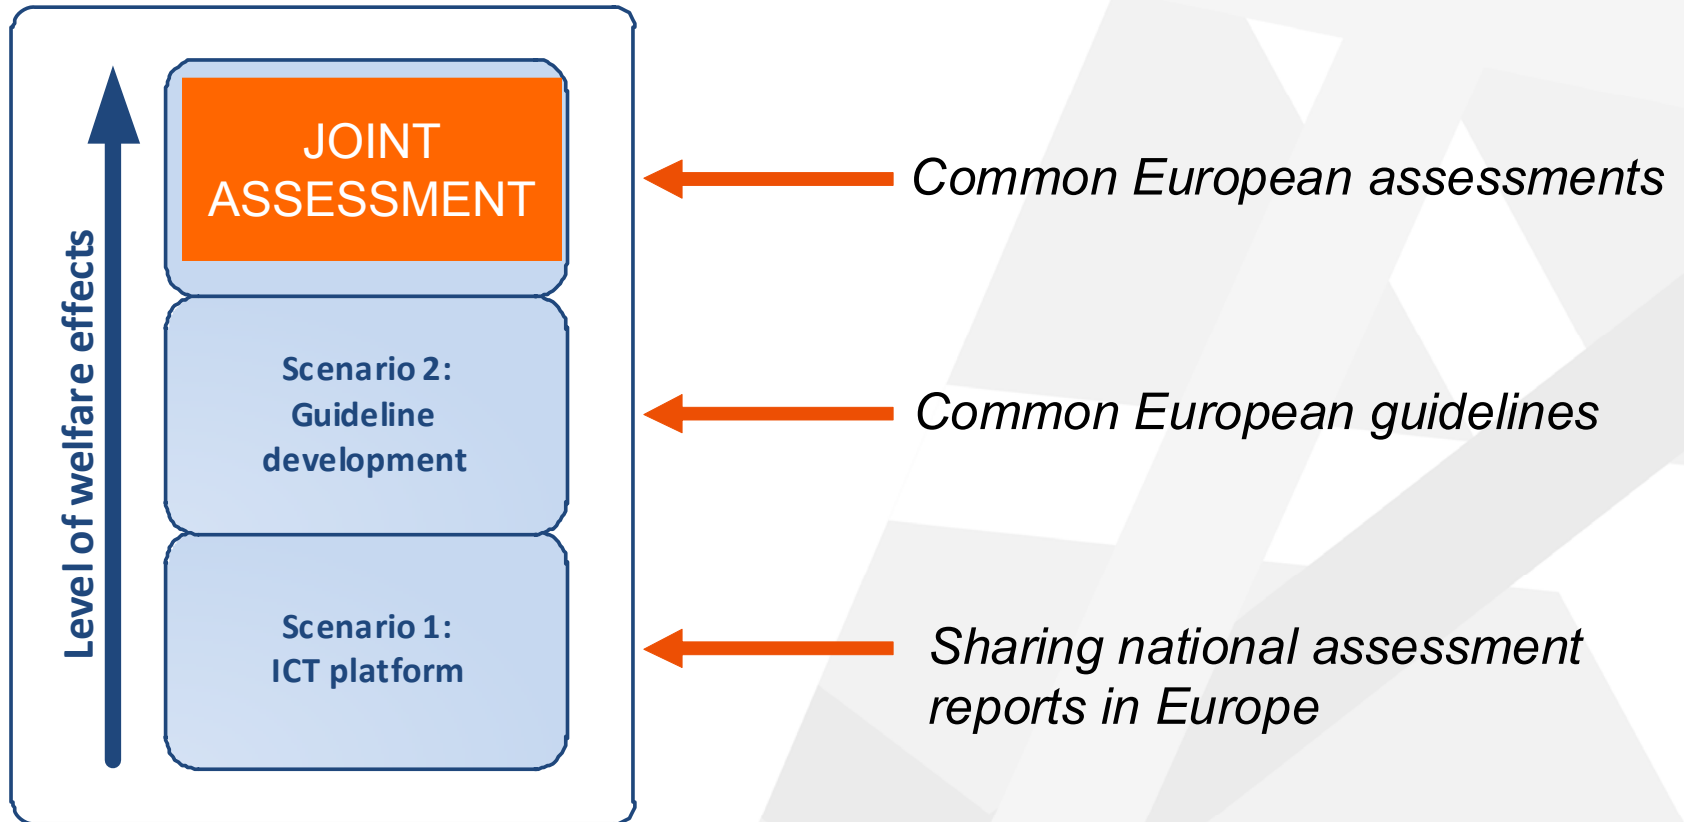 Level of welfare effects
JOINT
ASSESSMENT
Common European assessments
Scenario 2:
Guideline
development
Common European guidelines
Scenario 1:
ICT platform
Sharing national assessment
reports in Europe